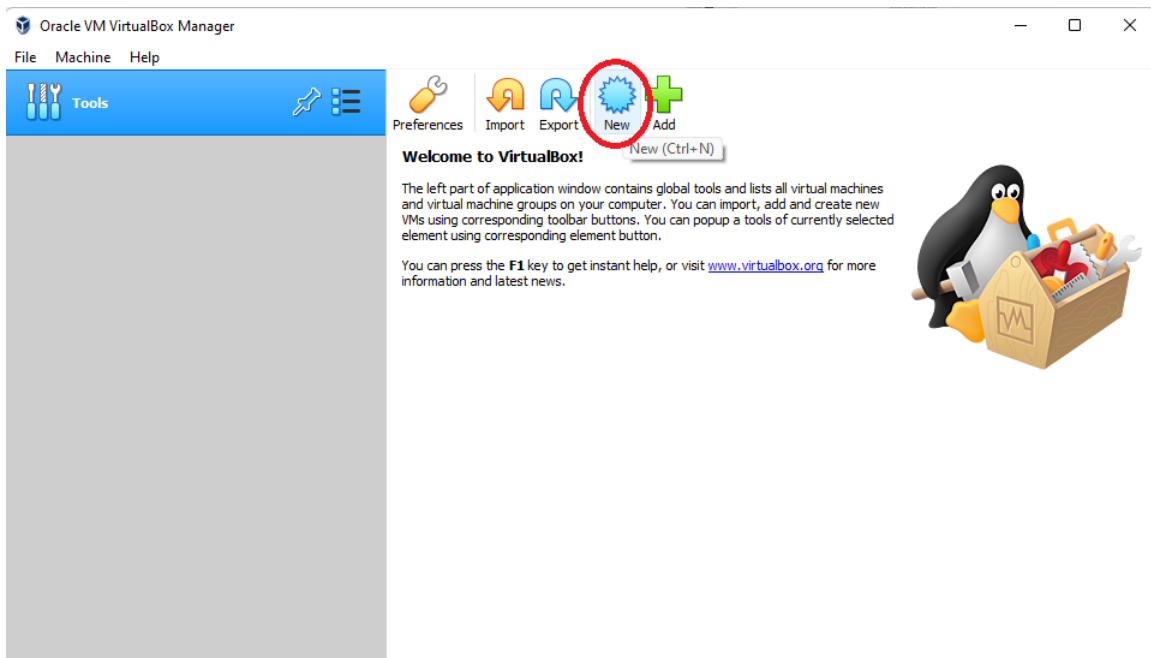 Oracle VM VirtualBox Manager
File Machine Help
Tools
Preferences Import Export New Add
New (Ctrl+N)
Welcome to VirtualBox!
The left part of application window contains global tools and lists all virtual machines
and virtual machine groups on your computer. You can import, add and create new
VMs using corresponding toolbar buttons. You can popup a tools of currently selected
element using corresponding element button.
You can press the F1 key to get instant help, or visit www.virtualbox.org for more
information and latest news.